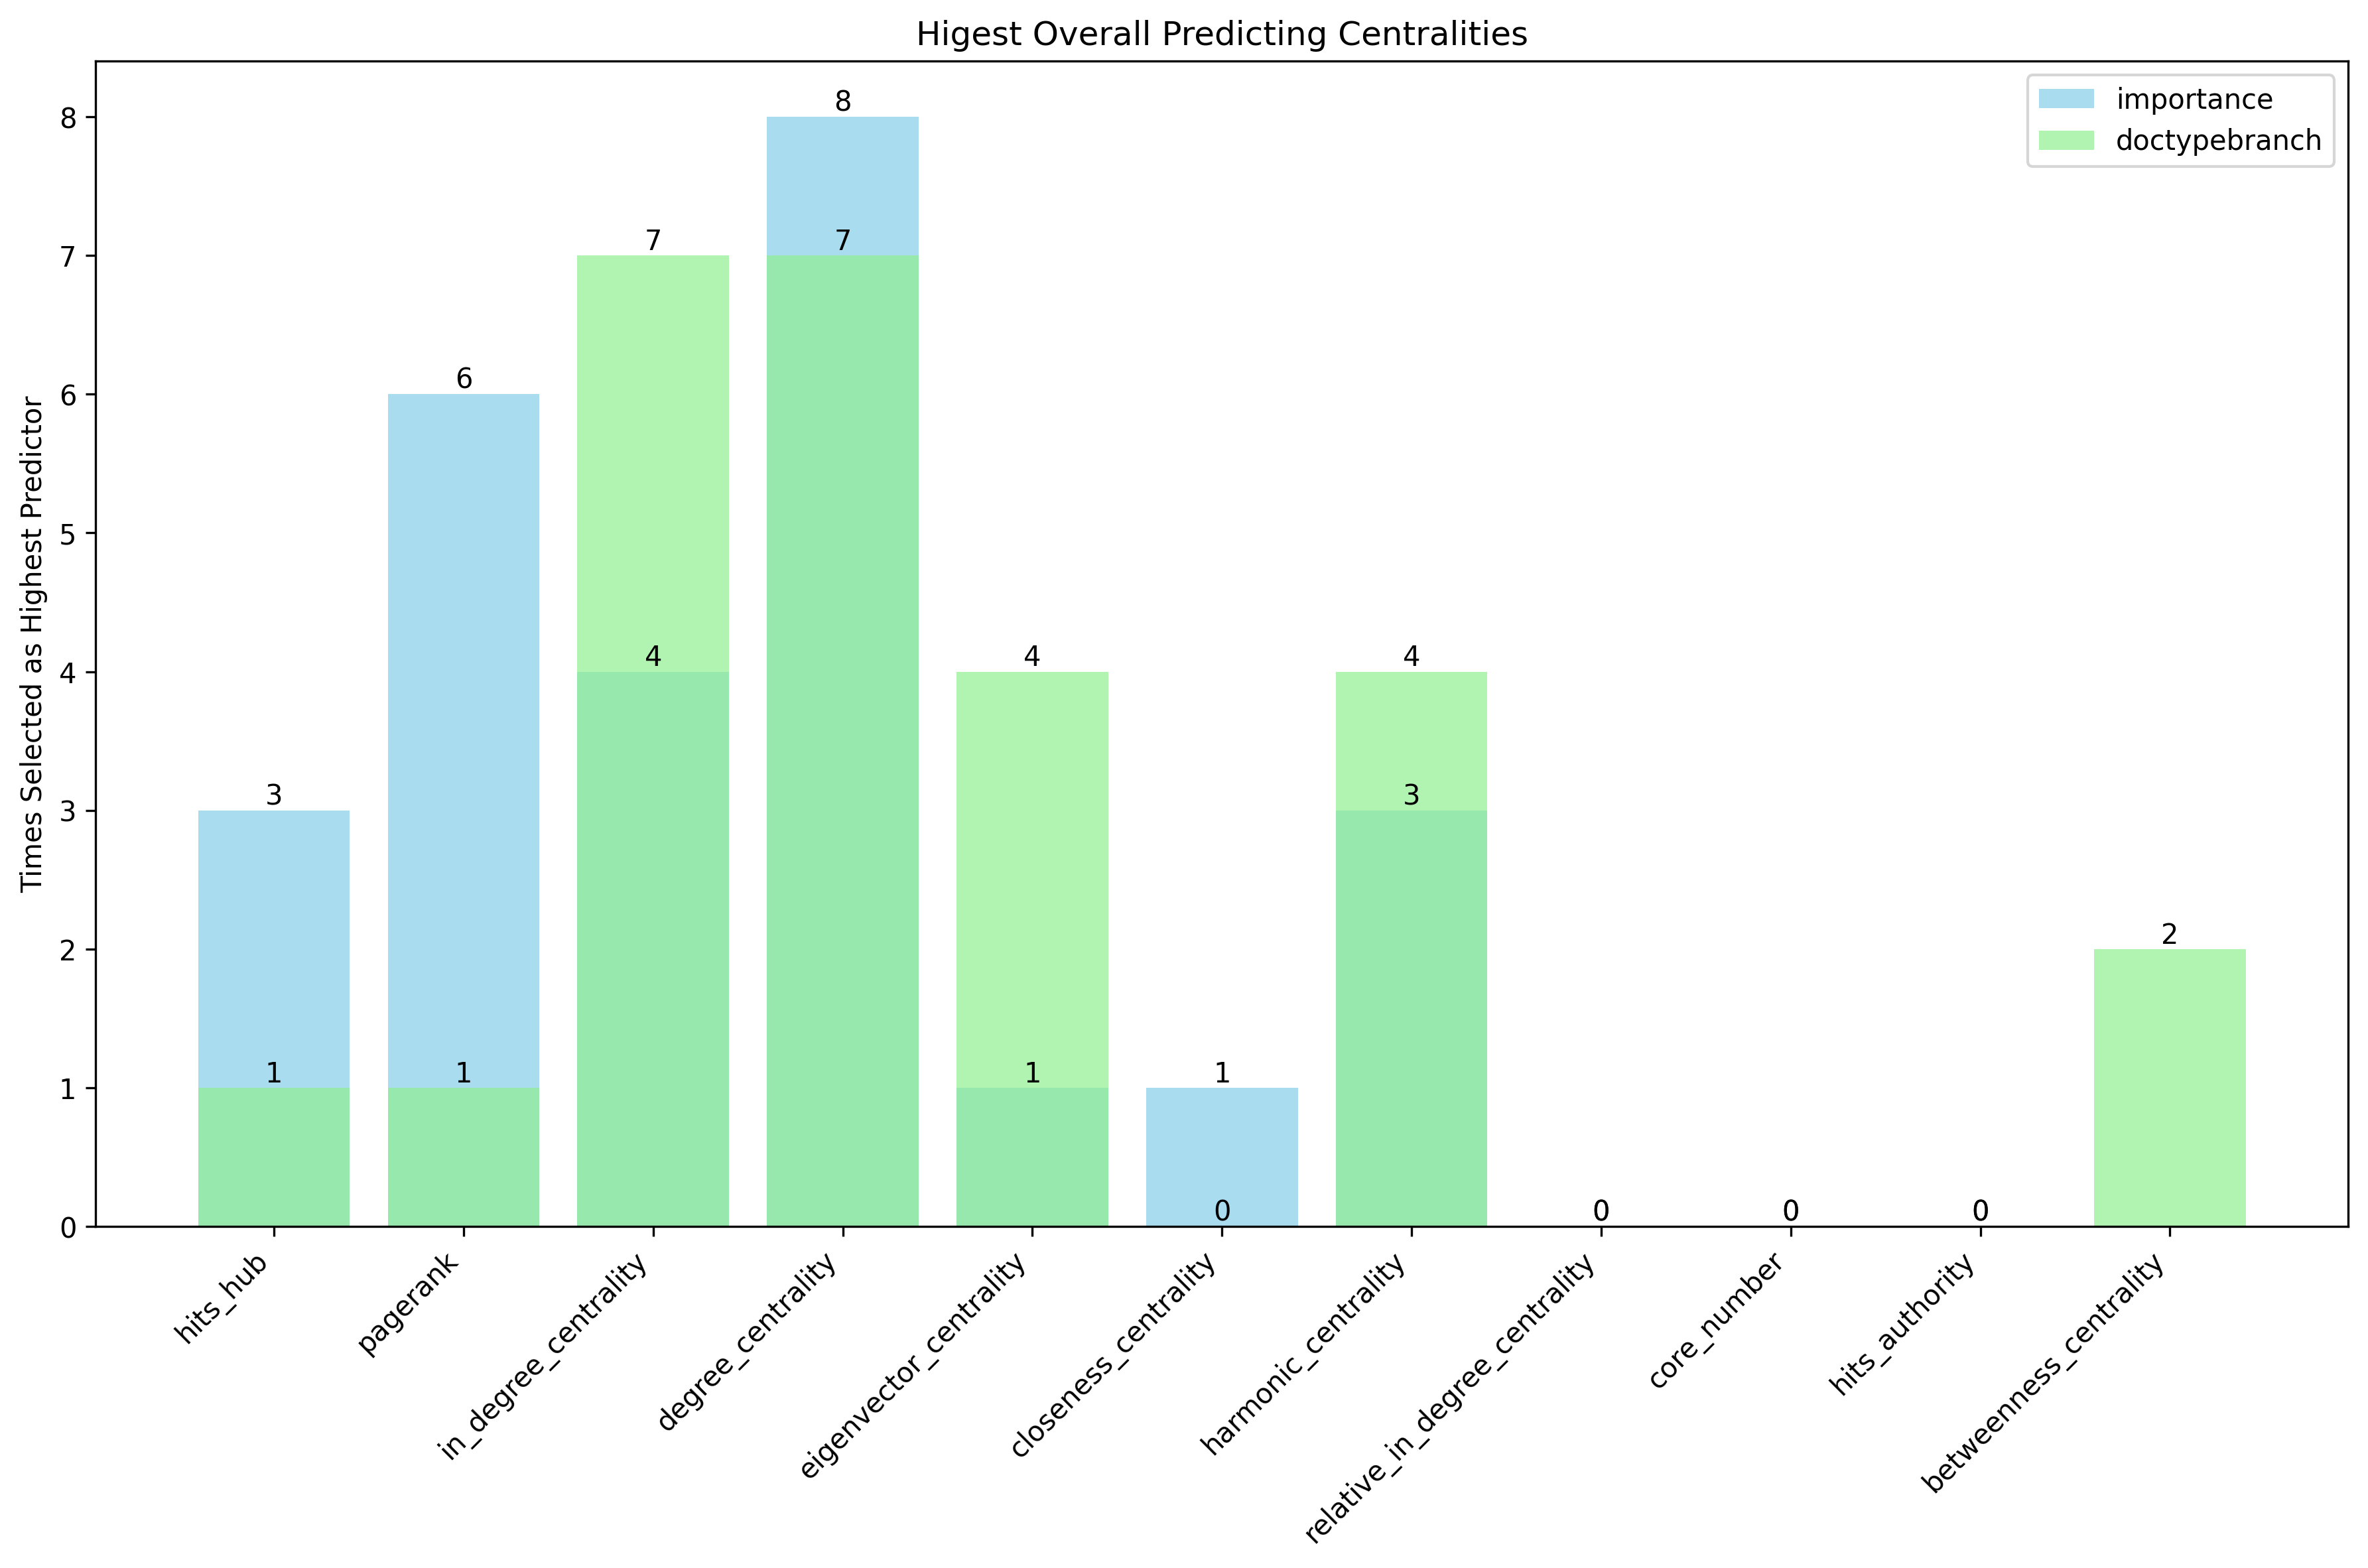 Higest Overall Predicting Centralities
importance
doctypebranch
Times Selected as Highest Predictor
8
7
6
5
4
3
2
1
0
3
1
6
1
7
4
8
7
4
1
1
0
4
3
0
0
0
2
hits_hub
pagerank
in_degree_centrality
degree_centrality
eigenvector_centrality
closeness_centrality
harmonic_centrality
relative_in_degree_centrality
core_number
hits_authority
betweenness_centrality